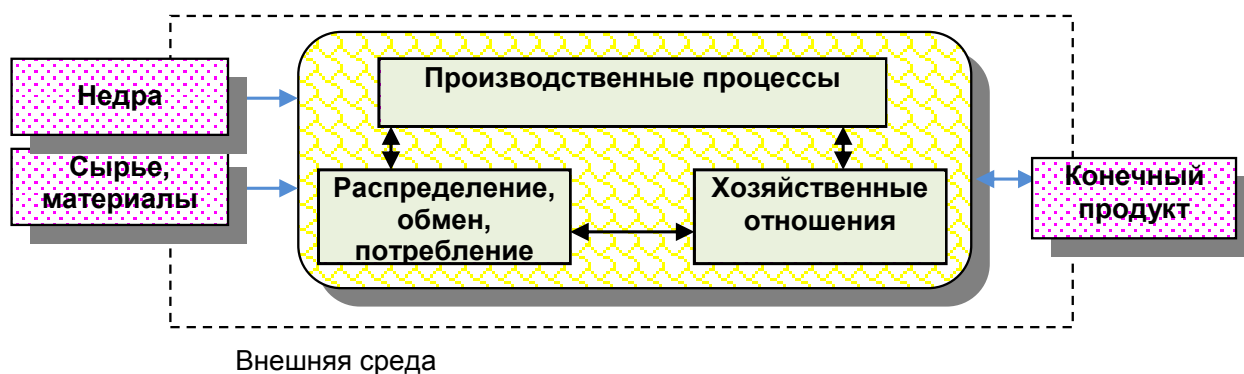 Производственные процессы
Недра
Сырье,
материалы
Распределение,
обмен,
потребление
Хозяйственные
отношения
Конечный
продукт
Внешняя среда